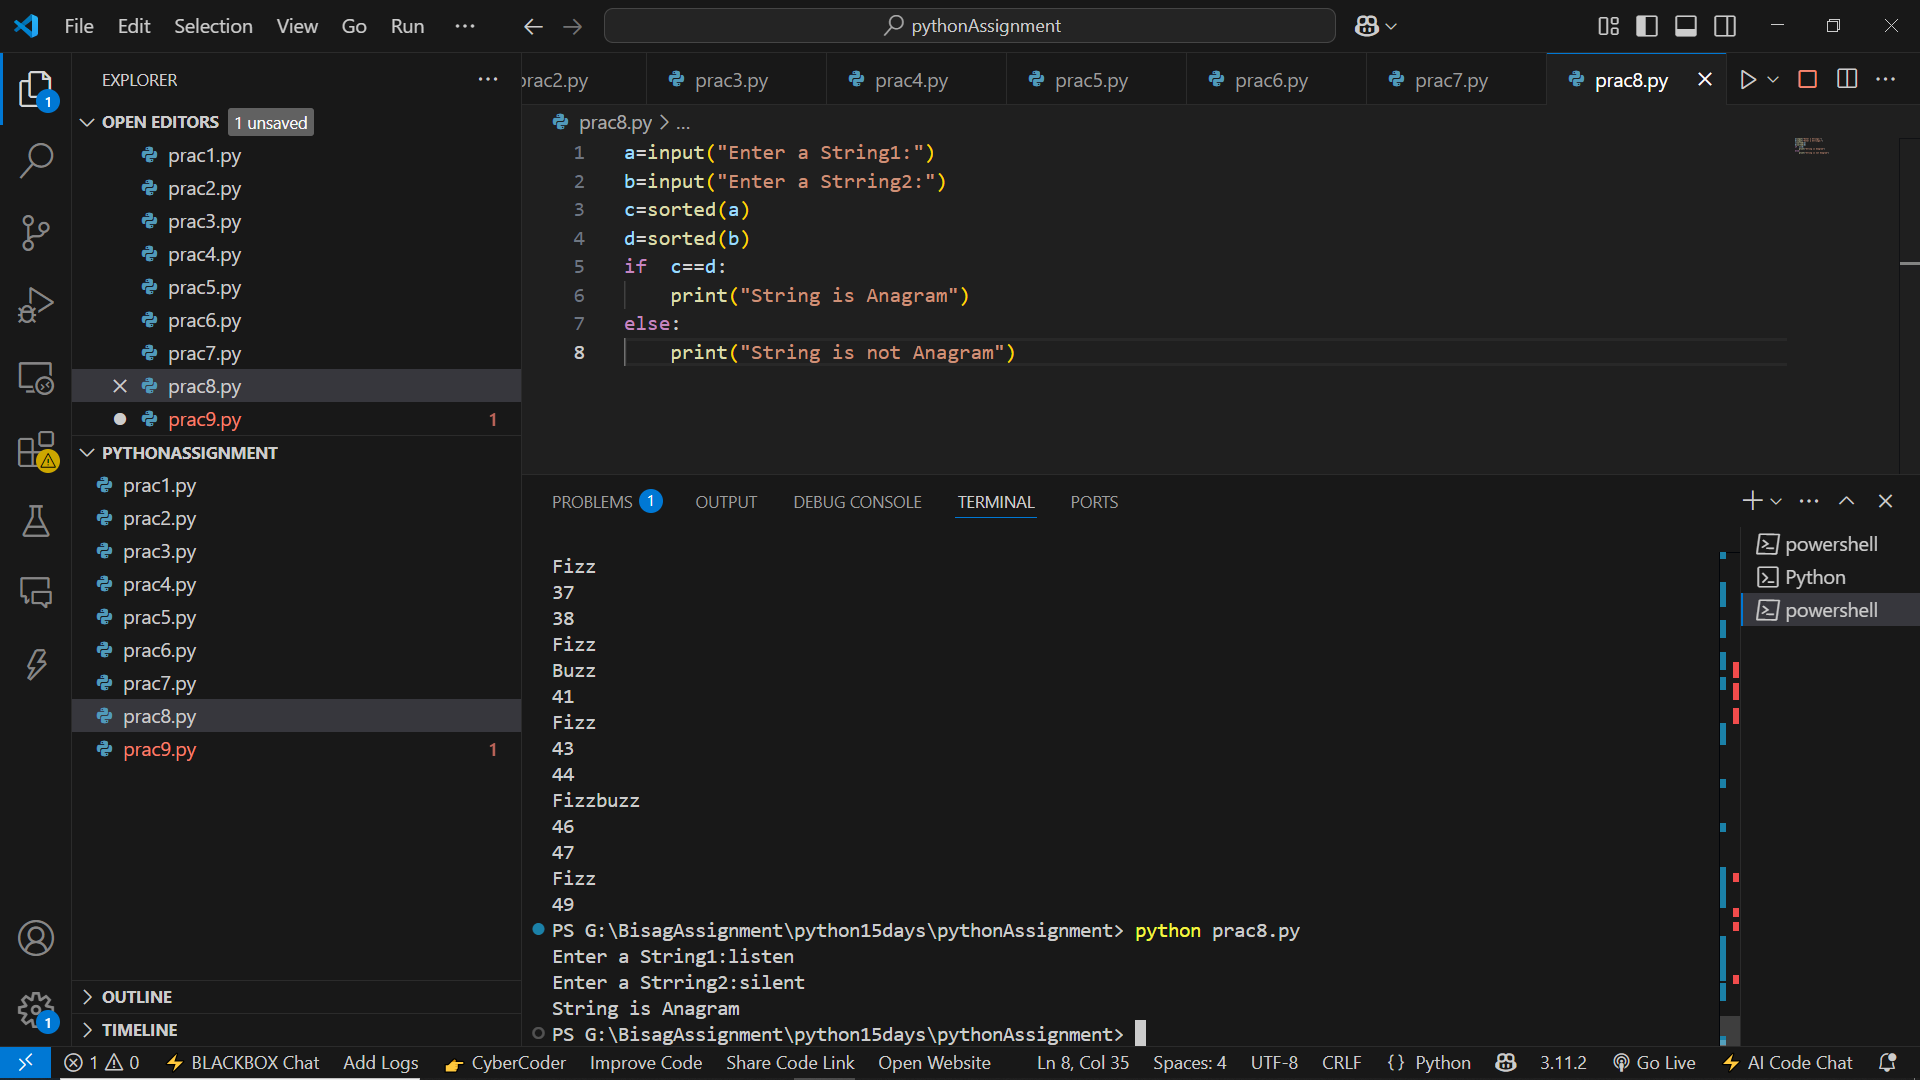 File Edit Selection View Go Run ··· pythonAssignment
EXPLORER ···
OPEN EDITORS 1 unsaved
prac1.py
prac2.py
prac3.py
prac4.py
prac5.py
prac6.py
prac7.py
prac8.py
prac9.py 1
PYTHONASSIGNMENT
prac1.py
prac2.py
prac3.py
prac4.py
prac5.py
prac6.py
prac7.py
prac8.py
prac9.py 1
OUTLINE
TIMELINE
1
1
prac2.py prac3.py prac4.py prac5.py prac6.py prac7.py prac8.py
prac8.py > ...
1 a=input("Enter a String1:")
2 b=input("Enter a Strring2:")
3 c=sorted(a)
4 d=sorted(b)
5 if  c==d:
6     print("String is Anagram")
7 else:
8     print("String is not Anagram")
PROBLEMS 1 OUTPUT DEBUG CONSOLE TERMINAL PORTS
Fizz
37
38
Fizz
Buzz
41
Fizz
43
44
Fizzbuzz
46
47
Fizz
49
PS G:\BisagAssignment\python15days\pythonAssignment> python prac8.py
Enter a String1:listen
Enter a Strring2:silent
String is Anagram
PS G:\BisagAssignment\python15days\pythonAssignment>
powershell
Python
powershell
1 0 BLACKBOX Chat Add Logs CyberCoder Improve Code Share Code Link Open Website Ln 8, Col 35 Spaces: 4 UTF-8 CRLF {} Python 3.11.2 Go Live AI Code Chat